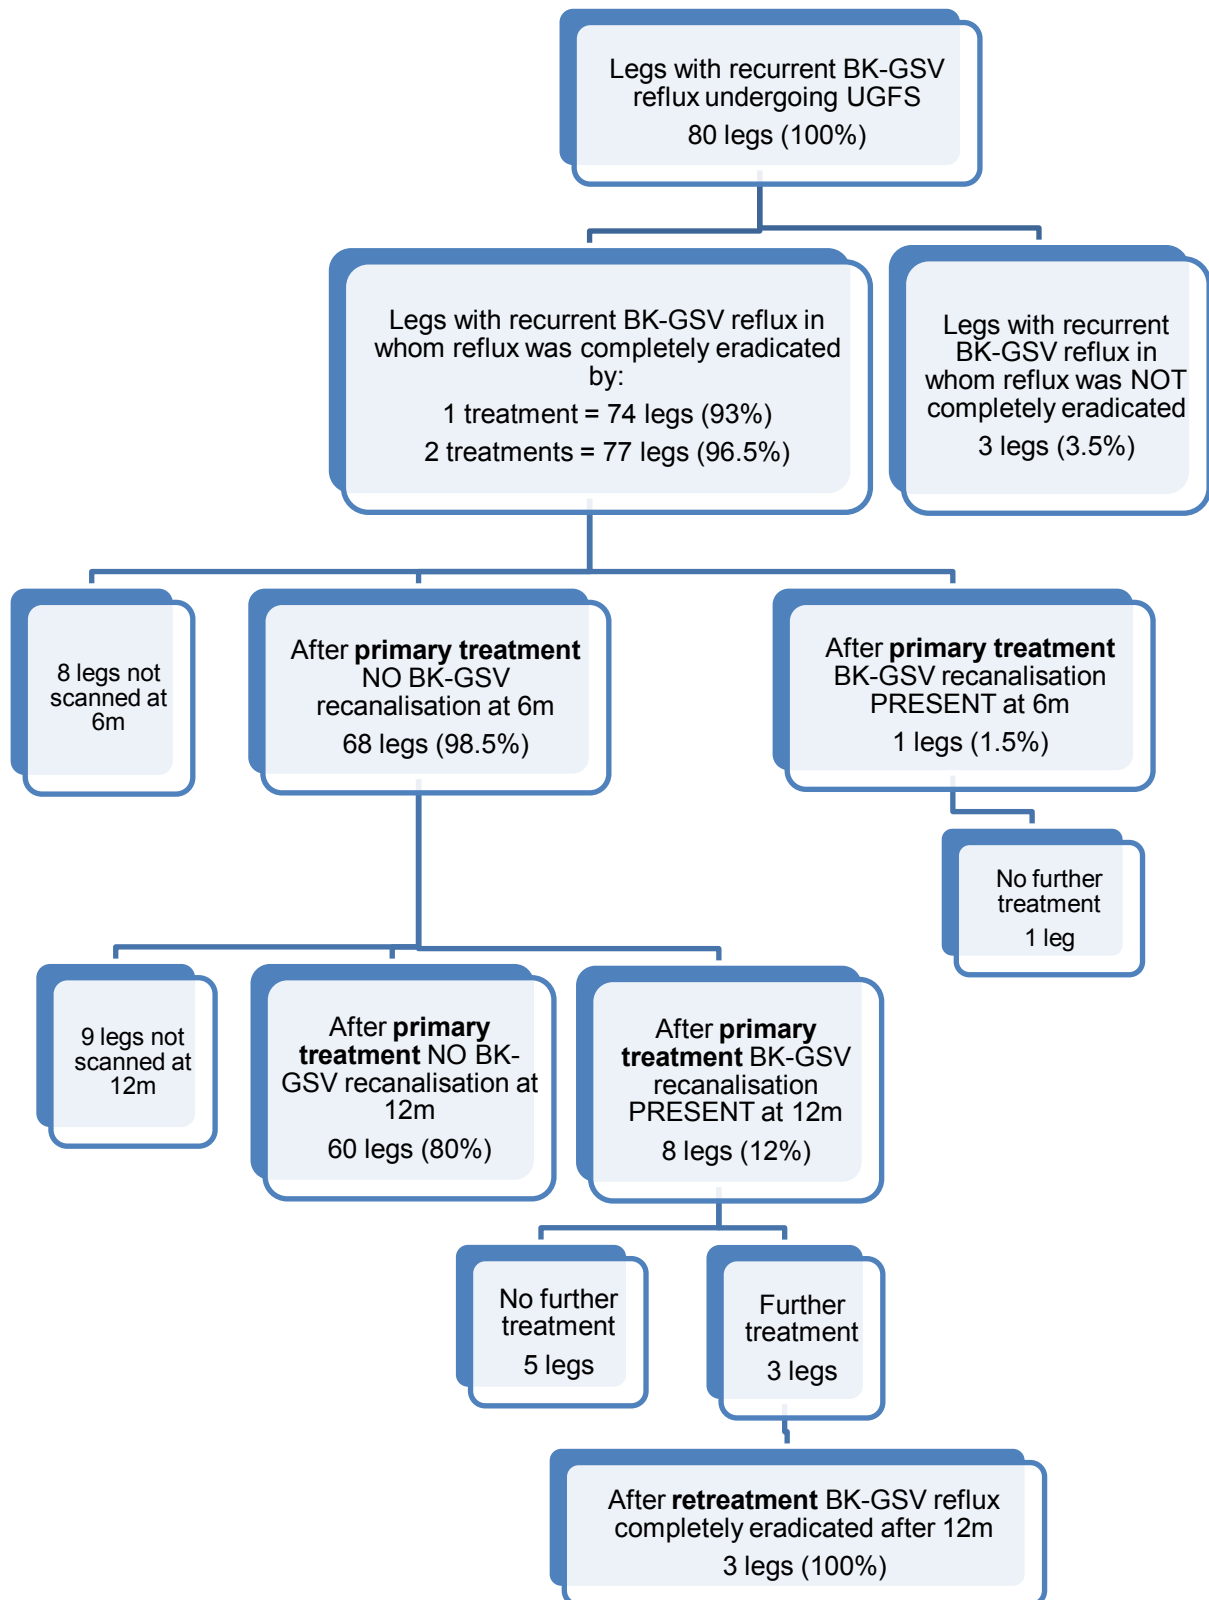 Legs with recurrent BK-GSV
reflux undergoing UGFS
80 legs (100%)
Legs with recurrent BK-GSV reflux in
whom reflux was completely eradicated
by:
1 treatment = 74 legs (93%)
2 treatments = 77 legs (96.5%)
Legs with recurrent
BK-GSV reflux in
whom reflux was NOT
completely eradicated
3 legs (3.5%)
8 legs not
scanned at
6m
After primary treatment
NO BK-GSV
recanalisation at 6m
68 legs (98.5%)
After primary treatment
BK-GSV recanalisation
PRESENT at 6m
1 legs (1.5%)
No further
treatment
1 leg
9 legs not
scanned at
12m
After primary
treatment NO BK-
GSV recanalisation at
12m
60 legs (80%)
After primary
treatment BK-GSV
recanalisation
PRESENT at 12m
8 legs (12%)
No further
treatment
5 legs
Further
treatment
3 legs
After retreatment BK-GSV reflux
completely eradicated after 12m
3 legs (100%)